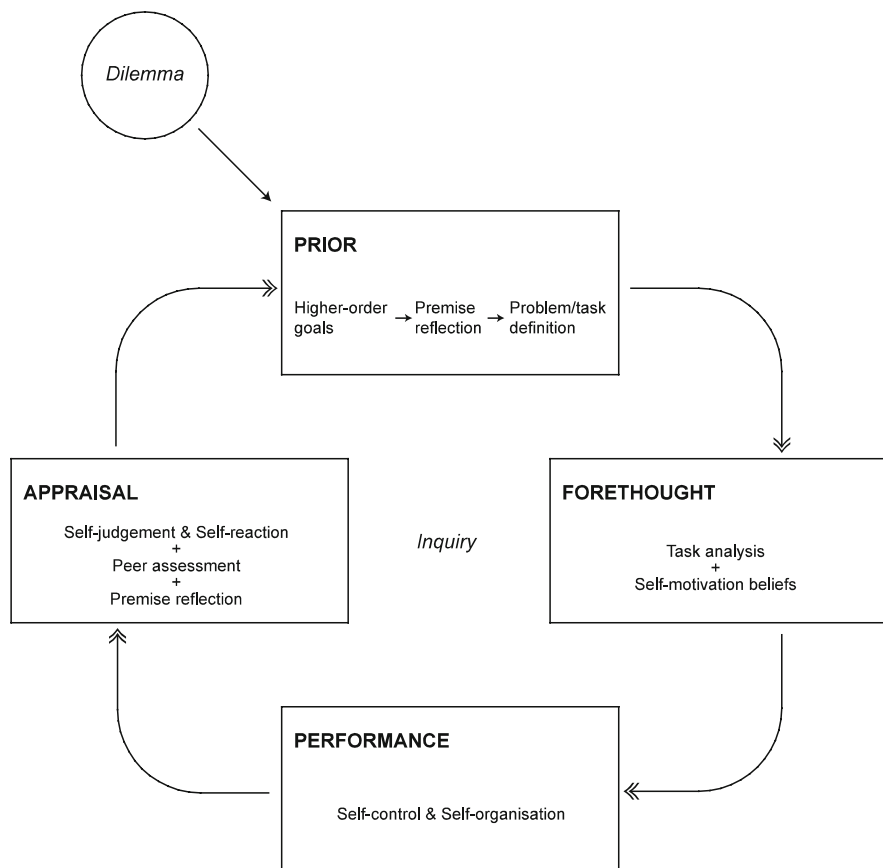 Dilemma
PRIOR
Higher-order goals → Premise reflection → Problem/task definition
APPRAISAL
Self-judgement & Self-reaction
+
Peer assessment
+
Premise reflection
Inquiry
FORETHOUGHT
Task analysis
+
Self-motivation beliefs
PERFORMANCE
Self-control & Self-organisation